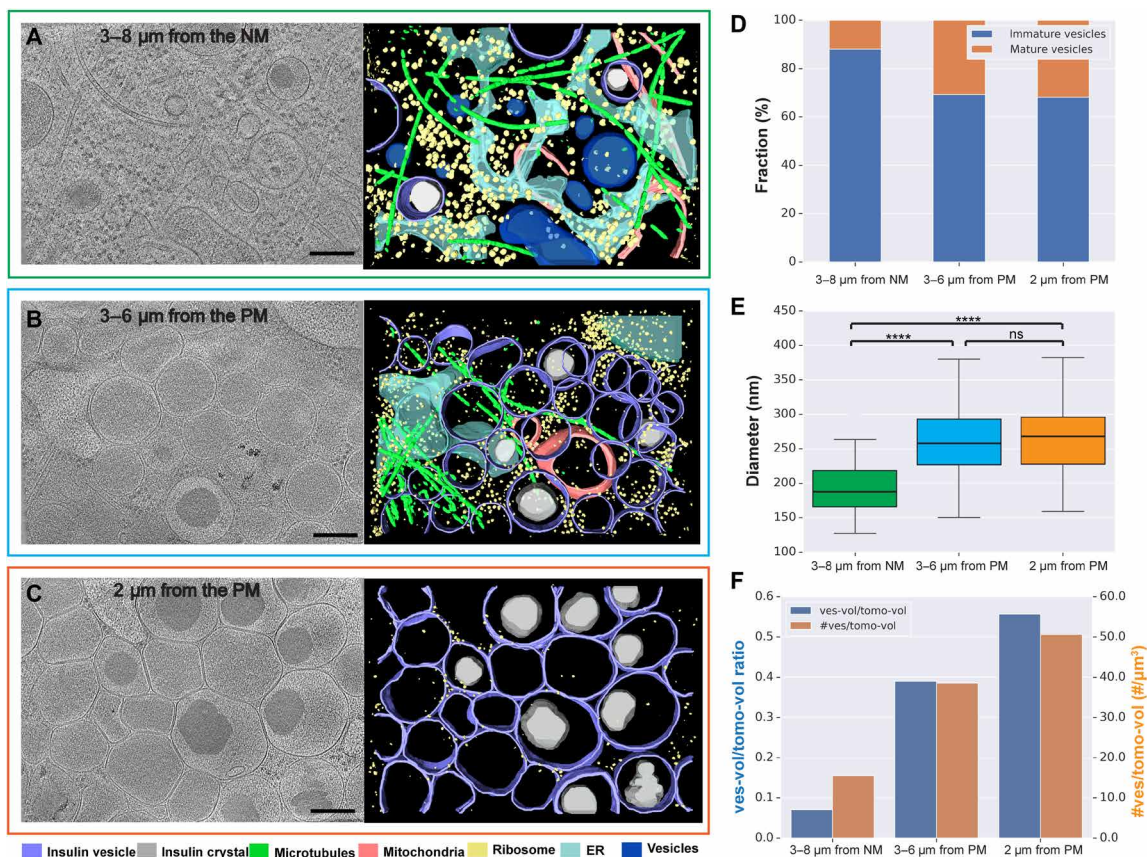 A
3–8 µm from the NM
B
3–6 µm from the PM
C
2 µm from the PM
Insulin vesicle
Insulin crystal
Microtubules
Mitochondria
Ribosome
ER
Vesicles
D
Immature vesicles
Mature vesicles
Fraction (%)
100
80
60
40
20
0
3–8 µm from NM
3–6 µm from PM
2 µm from PM
E
****
****
ns
Diameter (nm)
450
400
350
300
250
200
150
100
3–8 µm from NM
3–6 µm from PM
2 µm from PM
F
ves-vol/tomo-vol
#ves/tomo-vol
ves-vol/tomo-vol ratio
0.6
0.5
0.4
0.3
0.2
0.1
0.0
60.0
50.0
40.0
30.0
20.0
10.0
0.0
#ves/tomo-vol (#/µm³)
3–8 µm from NM
3–6 µm from PM
2 µm from PM